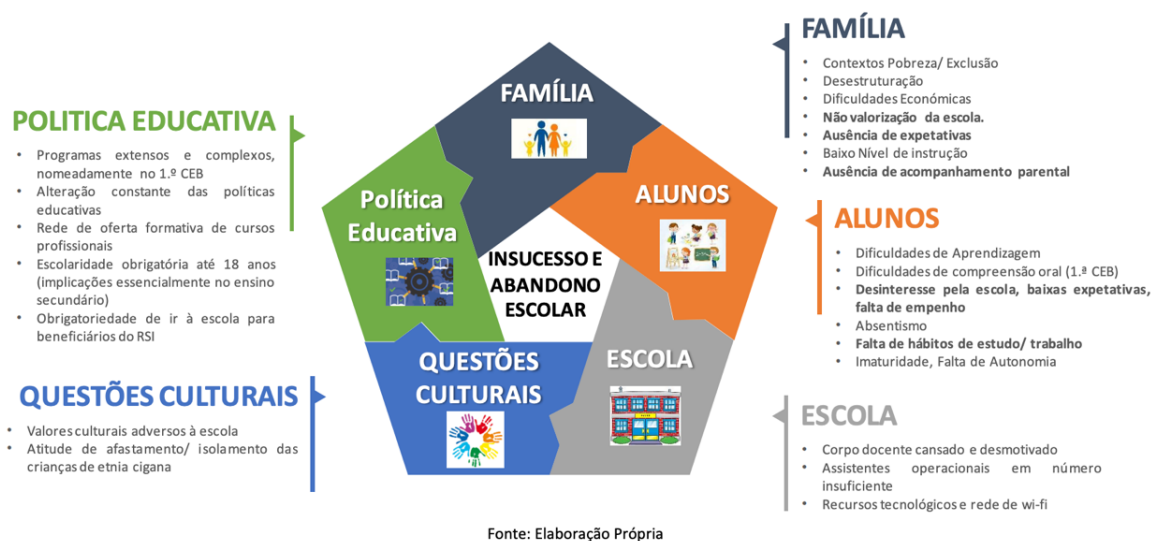 FAMÍLIA
Política
Educativa
ALUNOS
INSUCESSO E
ABANDONO
ESCOLAR
QUESTÕES
CULTURAIS
ESCOLA
POLITICA EDUCATIVA
• Programas extensos e complexos,
nomeadamente no 1.º CEB
• Alteração constante das políticas
educativas
• Rede de oferta formativa de cursos
profissionais
• Escolaridade obrigatória até 18 anos
(implicações essencialmente no ensino
secundário)
• Obrigatoriedade de ir à escola para
beneficiários do RSI
QUESTÕES CULTURAIS
• Valores culturais adversos à escola
• Atitude de afastamento/ isolamento das
crianças de etnia cigana
FAMÍLIA
• Contextos Pobreza/ Exclusão
• Desestruturação
• Dificuldades Económicas
• Não valorização da escola.
• Ausência de expetativas
• Baixo Nível de instrução
• Ausência de acompanhamento parental
ALUNOS
• Dificuldades de Aprendizagem
• Dificuldades de compreensão oral (1.ª CEB)
• Desinteresse pela escola, baixas expetativas,
falta de empenho
• Absentismo
• Falta de hábitos de estudo/ trabalho
• Imaturidade, Falta de Autonomia
ESCOLA
• Corpo docente cansado e desmotivado
• Assistentes operacionais em número
insuficiente
• Recursos tecnológicos e rede de wi-fi
Fonte: Elaboração Própria